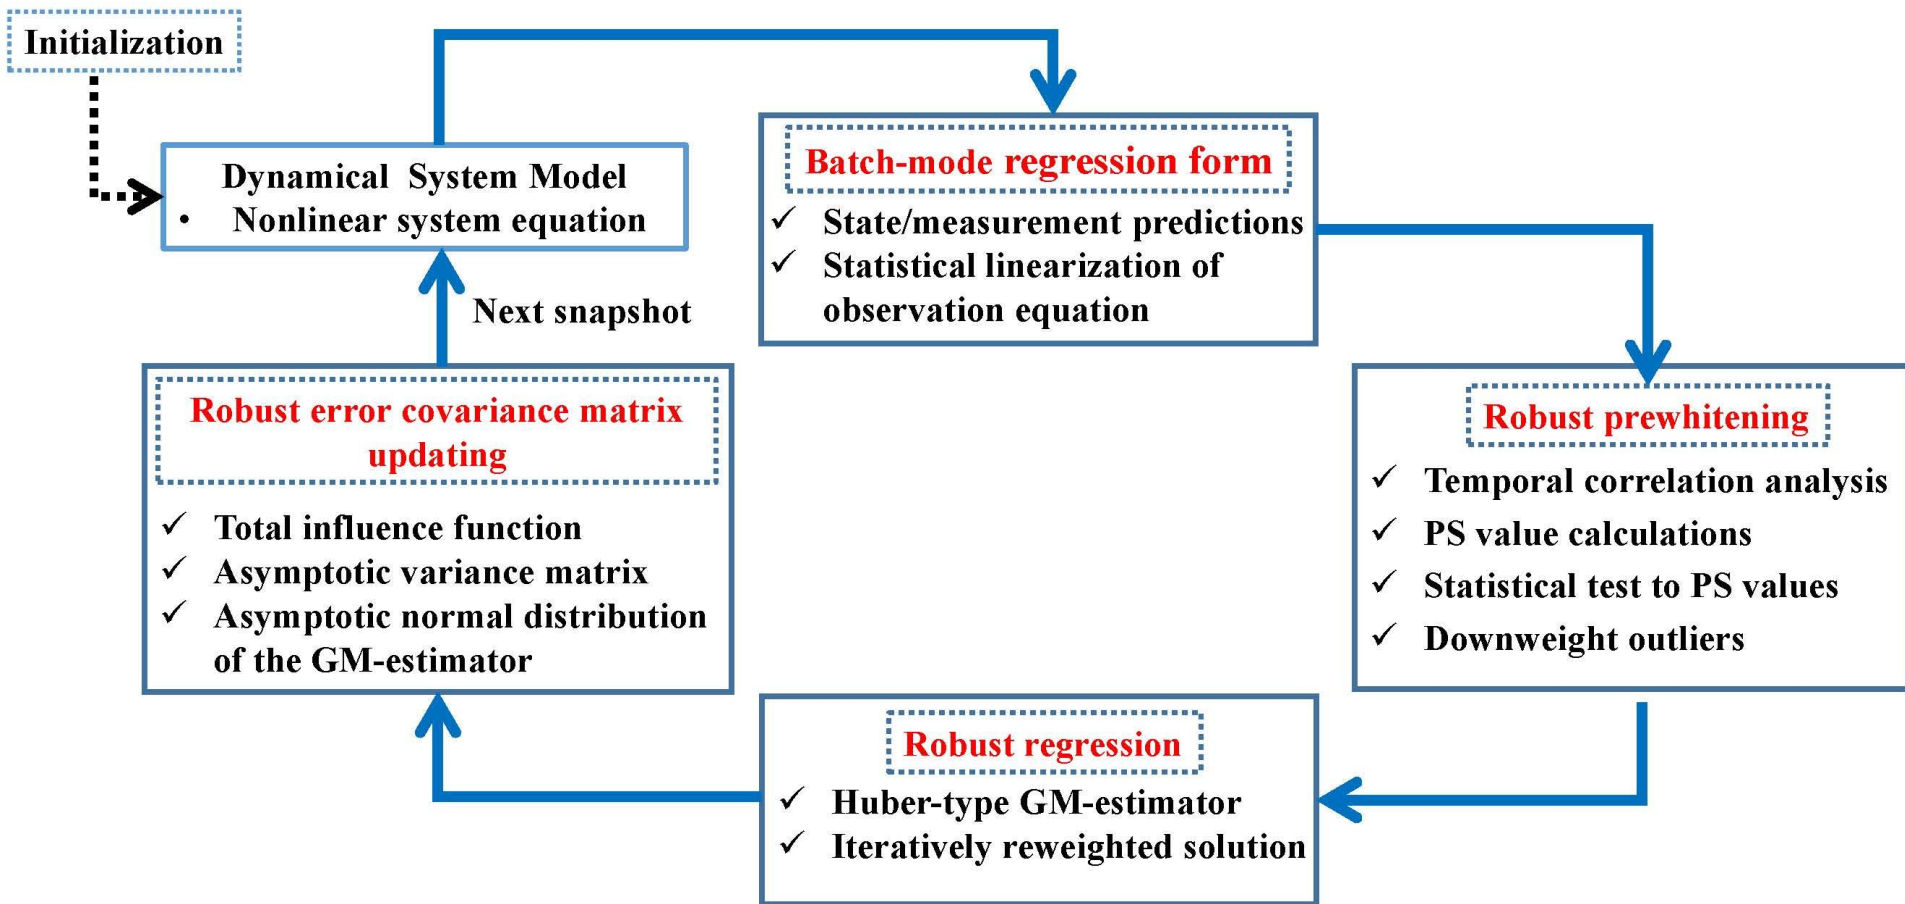 Initialization
Dynamical System Model
• Nonlinear system equation
Next snapshot
Batch-mode regression form
✓ State/measurement predictions
✓ Statistical linearization of
observation equation
Robust prewhitening
✓ Temporal correlation analysis
✓ PS value calculations
✓ Statistical test to PS values
✓ Downweight outliers
Robust regression
✓ Huber-type GM-estimator
✓ Iteratively reweighted solution
Robust error covariance matrix
updating
✓ Total influence function
✓ Asymptotic variance matrix
✓ Asymptotic normal distribution
of the GM-estimator